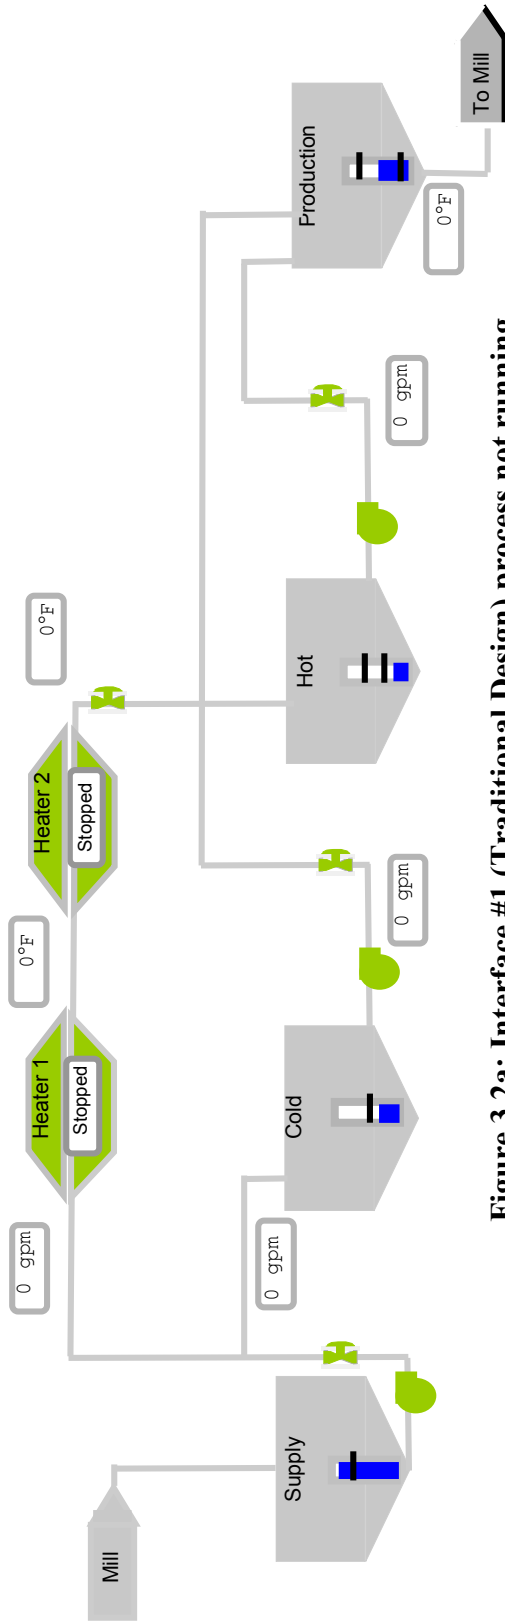 Mill
Supply
0 gpm
0 gpm
Heater 1
Stopped
Cold
0°F
0 gpm
Heater 2
Stopped
0°F
Hot
0 gpm
Production
0°F
To Mill
Figure 3.2a: Interface #1 (Traditional Design) process not running